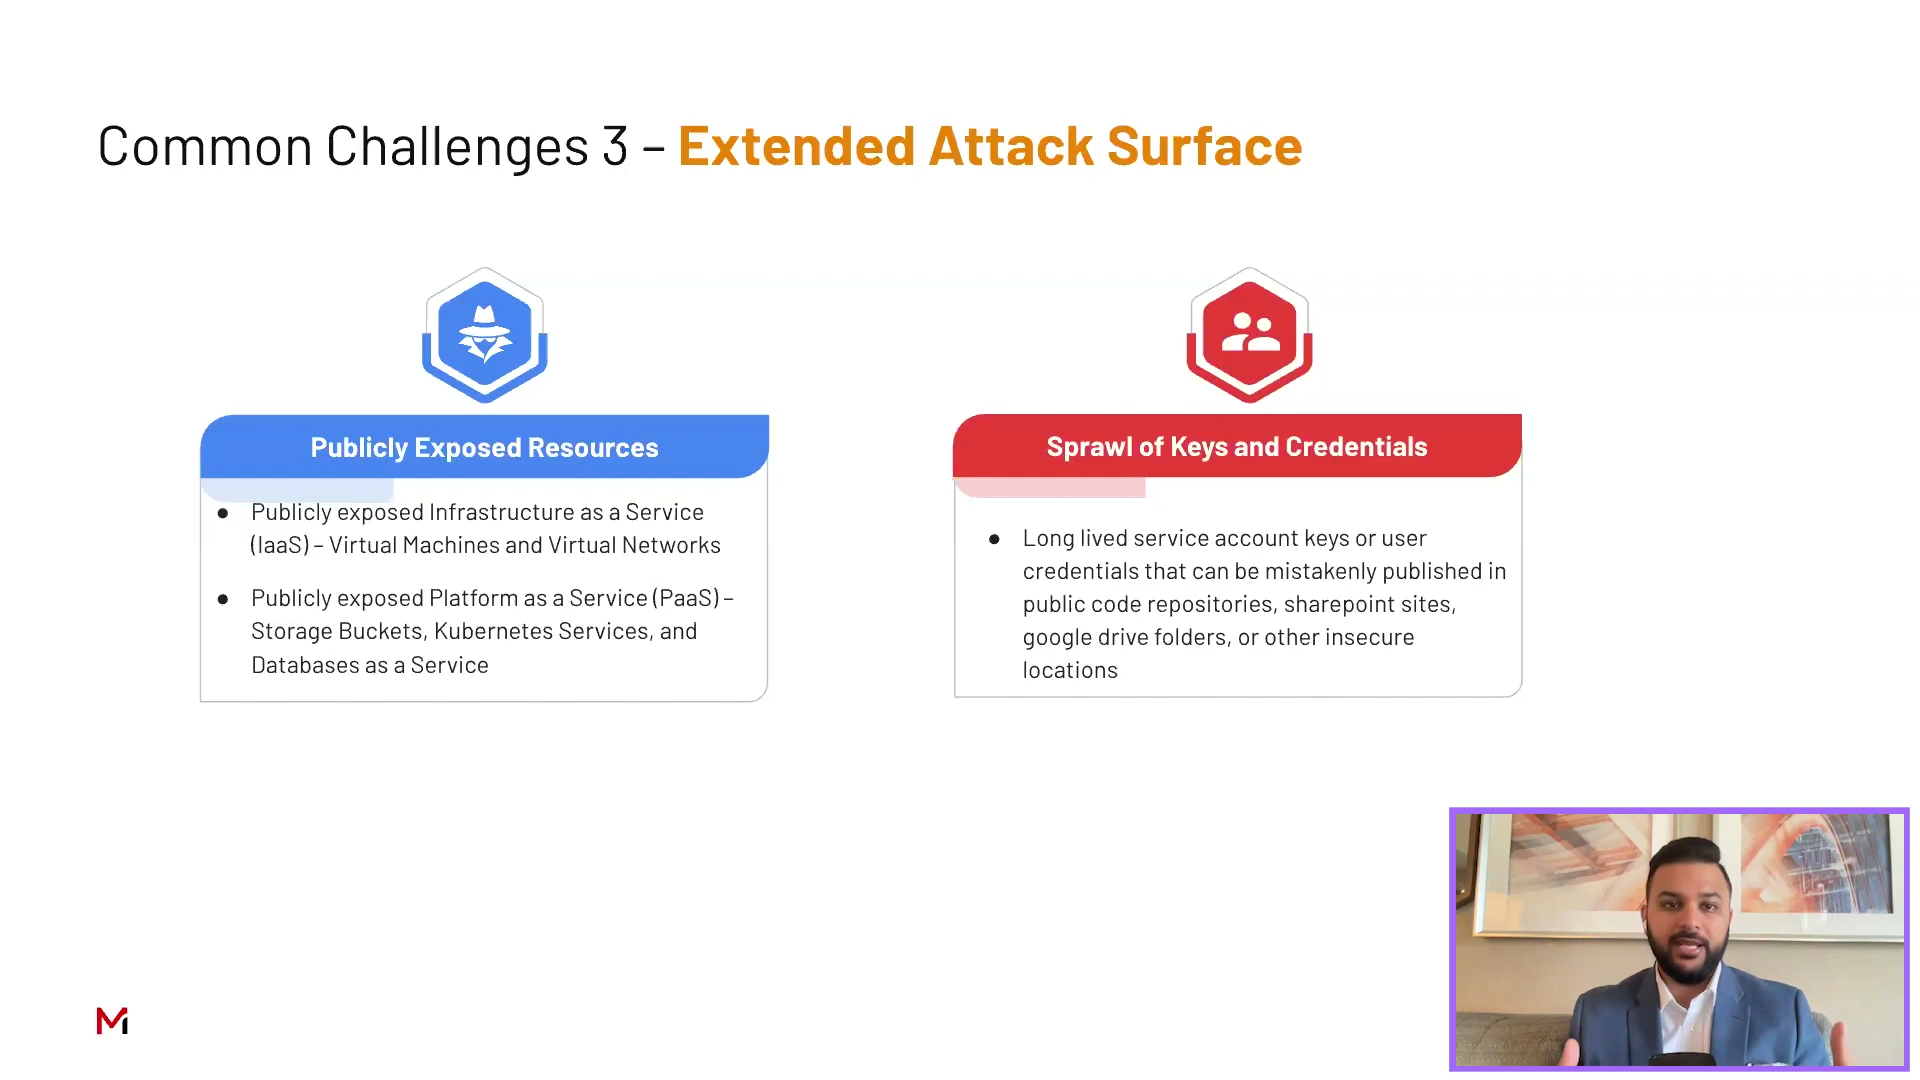 Common Challenges 3 – Extended Attack Surface
Publicly Exposed Resources
● Publicly exposed Infrastructure as a Service
(IaaS) – Virtual Machines and Virtual Networks
● Publicly exposed Platform as a Service (PaaS) –
Storage Buckets, Kubernetes Services, and
Databases as a Service
Sprawl of Keys and Credentials
● Long lived service account keys or user
credentials that can be mistakenly published in
public code repositories, sharepoint sites,
google drive folders, or other insecure
locations